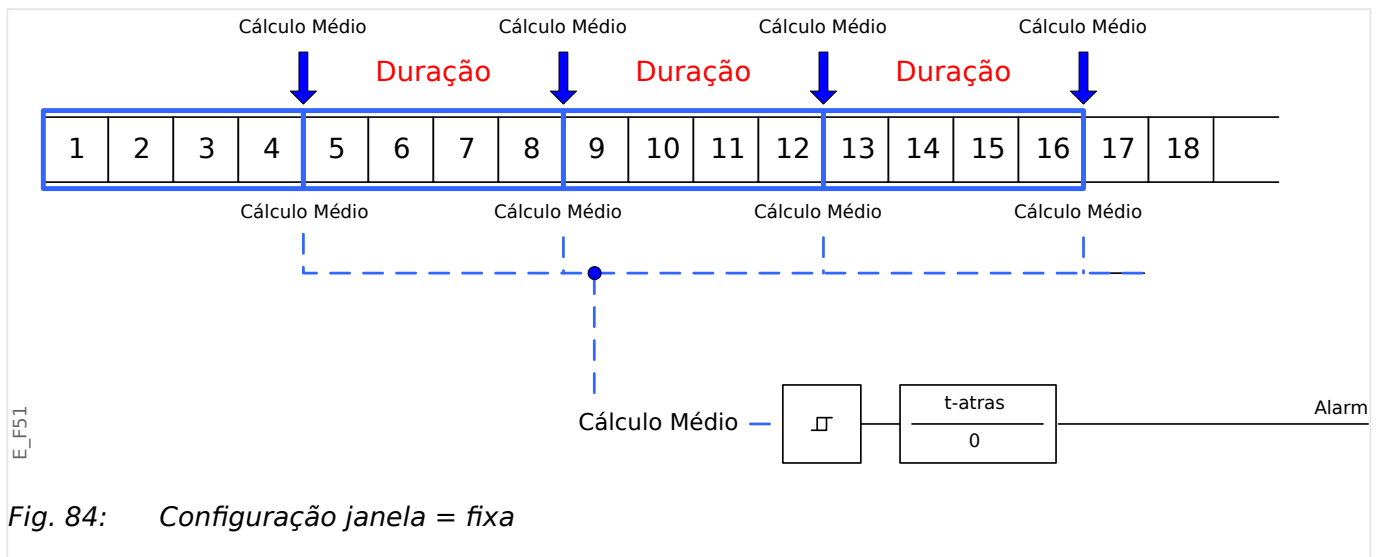 Cálculo Médio Cálculo Médio Cálculo Médio Cálculo Médio
Duração Duração Duração
1 2 3 4 5 6 7 8 9 10 11 12 13 14 15 16 17 18
Cálculo Médio Cálculo Médio Cálculo Médio Cálculo Médio
t-atras
Alarm
Cálculo Médio
0
E_F51
Fig. 84: Configuração janela = fixa